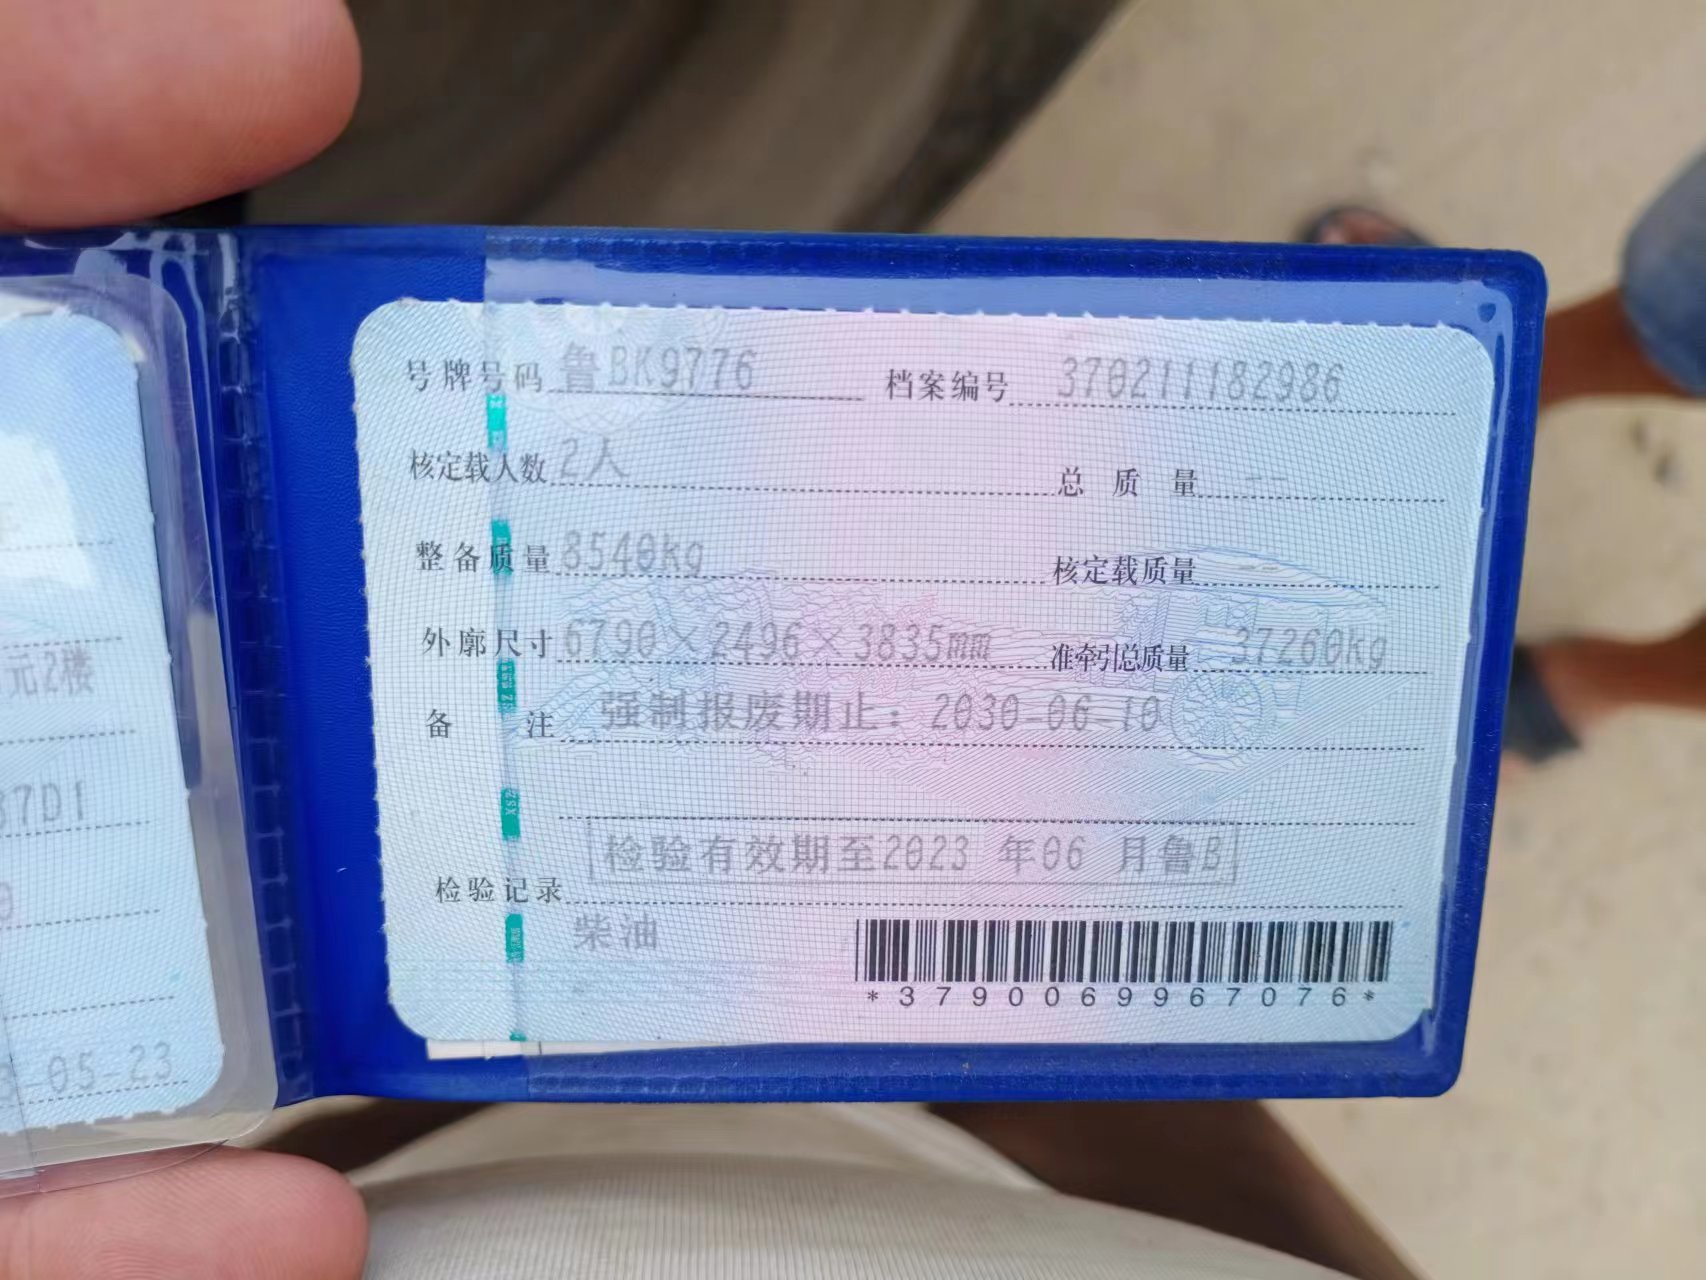 号牌号码 鲁BK9776 档案编号 370211182986
核定载人数 2人 总质量 --
整备质量 8540kg 核定载质量 --
外廓尺寸 6790×2496×3835mm 准牵引总质量 37260kg
备注 强制报废期止：2030-06-10
检验有效期至2023 年06 月鲁B
检验记录
柴油
*3790069967076*
元2楼
37D1
-05-23